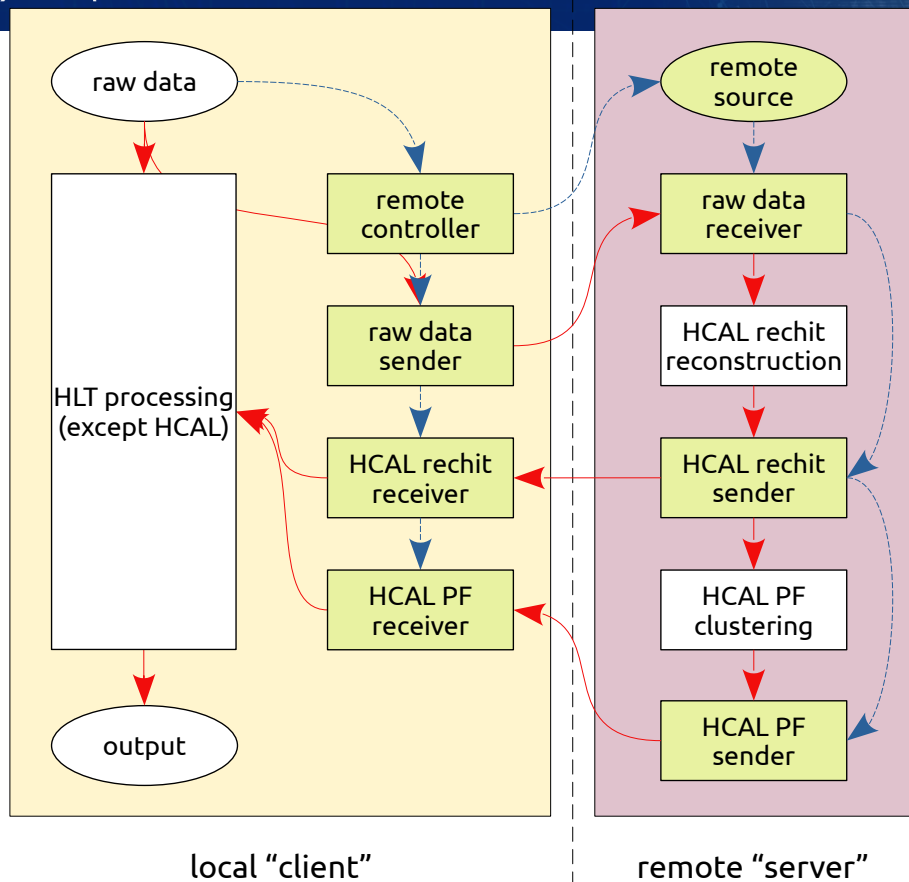 raw data
remote
controller
raw data
sender
HLT processing
(except HCAL)
HCAL rechit
receiver
HCAL PF
receiver
output
local “client”
remote
source
raw data
receiver
HCAL rechit
reconstruction
HCAL rechit
sender
HCAL PF
clustering
HCAL PF
sender
remote “server”